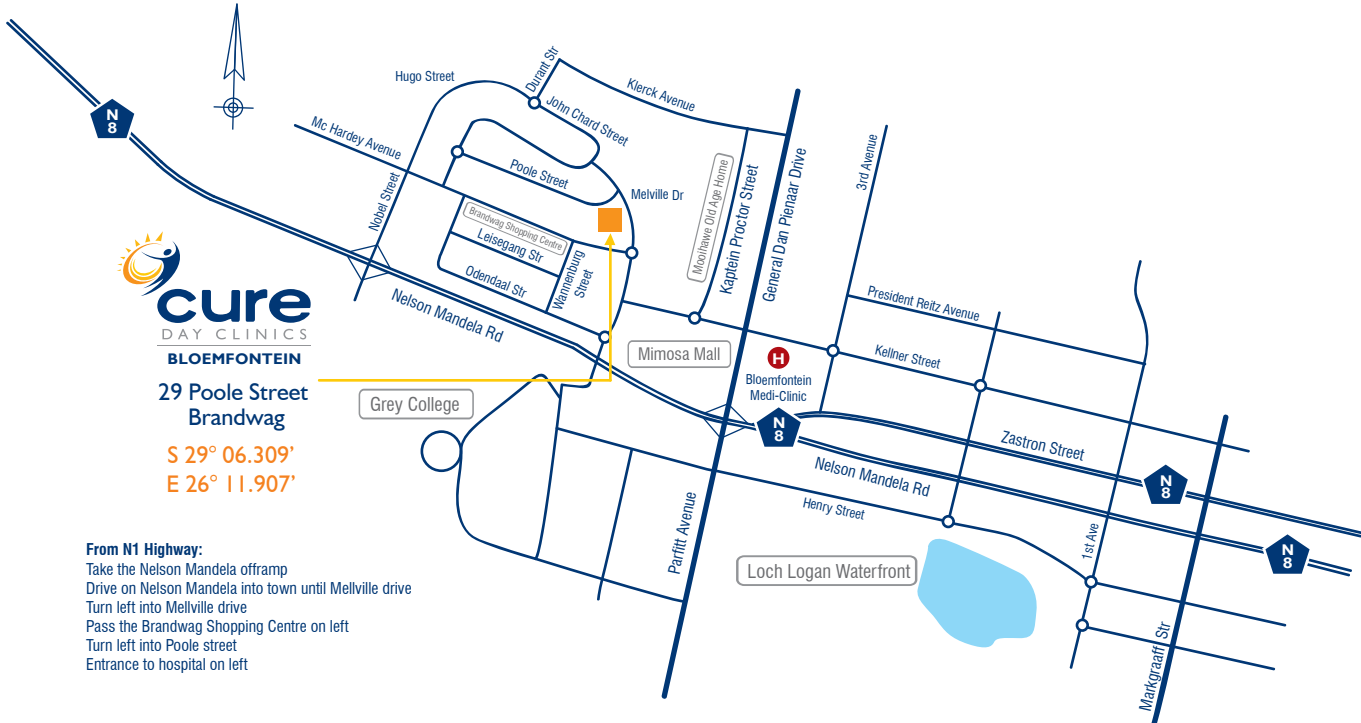 N
8
Hugo Street
Durant Str
Klerck Avenue
John Chard Street
Mc Hardey Avenue
Poole Street
Nobel Street
Melville Dr
Brandwag Shopping Centre
Leisegang Str
Odendaal Str
Wannenburg
Street
Mooihawe Old Age Home
Kaptein Proctor Street
General Dan Pienaar Drive
3rd Avenue
President Reitz Avenue
Kellner Street
Nelson Mandela Rd
Mimosa Mall
H
Bloemfontein
Medi-Clinic
N
8
Grey College
Zastron Street
N
8
Nelson Mandela Rd
Henry Street
Parfitt Avenue
1st Ave
N
8
Loch Logan Waterfront
Markgraaff Str
cure
DAY CLINICS
BLOEMFONTEIN
29 Poole Street
Brandwag
S 29° 06.309’
E 26° 11.907’
From N1 Highway:
Take the Nelson Mandela offramp
Drive on Nelson Mandela into town until Mellville drive
Turn left into Mellville drive
Pass the Brandwag Shopping Centre on left
Turn left into Poole street
Entrance to hospital on left